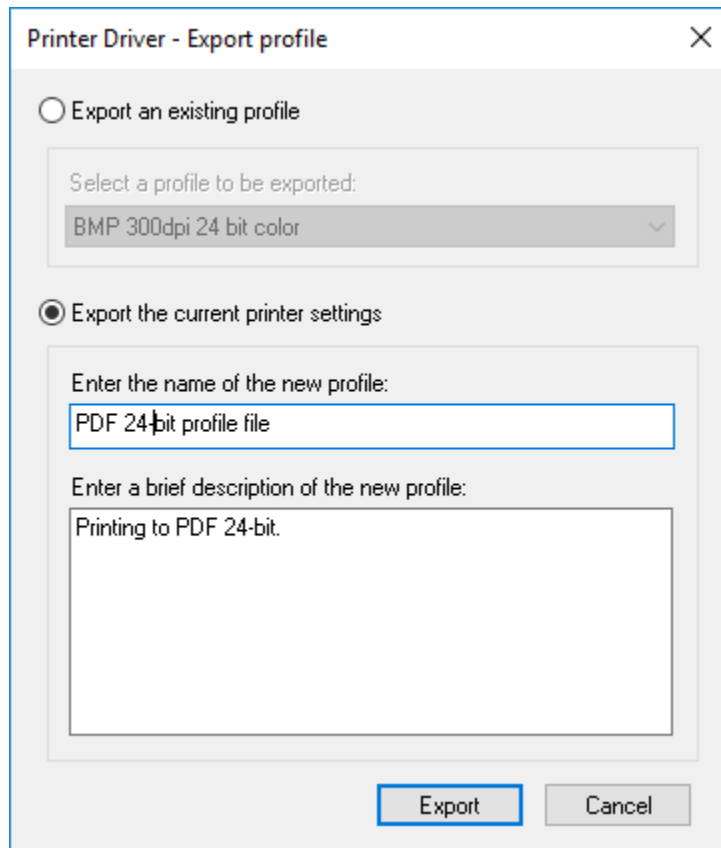 Printer Driver - Export profile
Export an existing profile
Select a profile to be exported:
BMP 300dpi 24 bit color
Export the current printer settings
Enter the name of the new profile:
PDF 24-bit profile file
Enter a brief description of the new profile:
Printing to PDF 24-bit.
Export Cancel